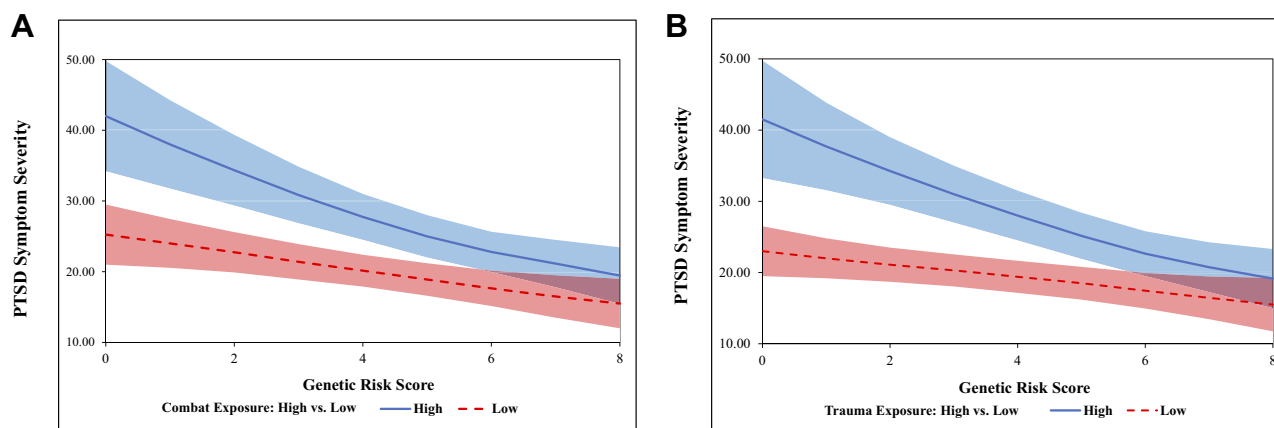 A
50.00
40.00
30.00
20.00
10.00
PTSD Symptom Severity
0 2 4 6 8
Genetic Risk Score
Combat Exposure: High vs. Low High Low
B
50.00
40.00
30.00
20.00
10.00
PTSD Symptom Severity
0 2 4 6 8
Genetic Risk Score
Trauma Exposure: High vs. Low High Low